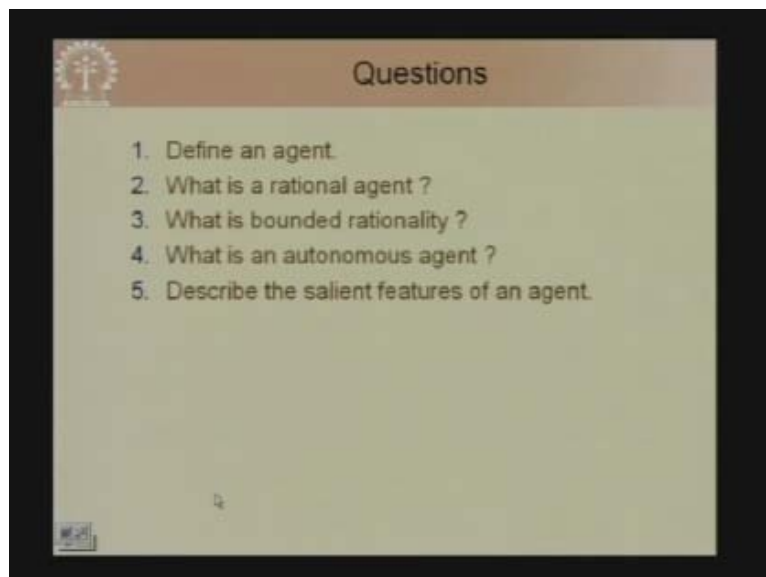 Questions
1. Define an agent.
2. What is a rational agent ?
3. What is bounded rationality ?
4. What is an autonomous agent ?
5. Describe the salient features of an agent.